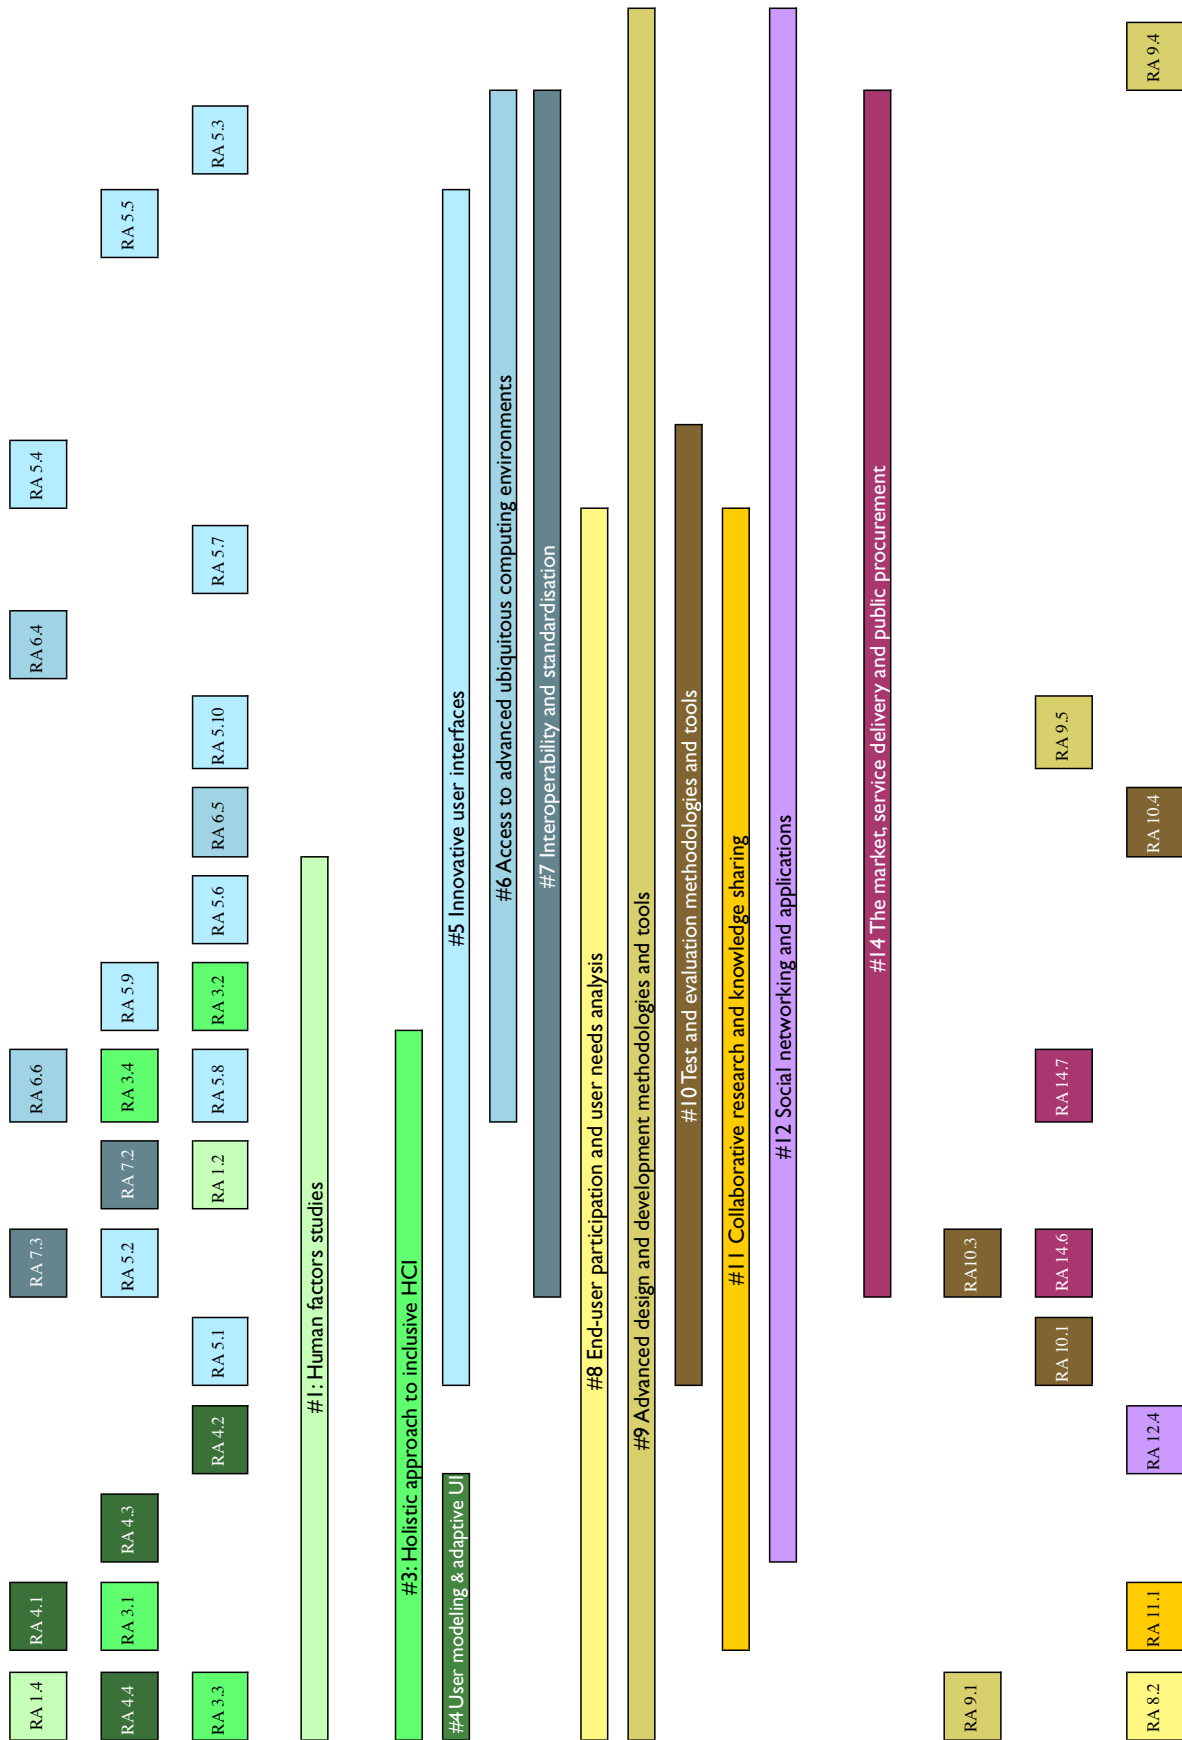 RA 1.4
RA 4.1
RA 7.3
RA 6.6
RA 6.4
RA 5.4
RA 4.4
RA 3.1
RA 4.3
RA 5.2
RA 7.2
RA 3.4
RA 5.9
RA 5.5
RA 3.3
RA 4.2
RA 5.1
RA 1.2
RA 5.8
RA 3.2
RA 5.6
RA 6.5
RA 5.10
RA 5.7
RA 5.3
#1: Human factors studies
#3: Holistic approach to inclusive HCI
#4 User modeling & adaptive UI
#5 Innovative user interfaces
#6 Access to advanced ubiquitous computing environments
#7 Interoperability and standardisation
#8 End-user participation and user needs analysis
#9 Advanced design and development methodologies and tools
#10 Test and evaluation methodologies and tools
#11 Collaborative research and knowledge sharing
#12 Social networking and applications
#14 The market, service delivery and public procurement
RA 9.1
RA10.3
RA 10.1
RA 14.6
RA 14.7
RA 9.5
RA 8.2
RA 11.1
RA 12.4
RA 10.4
RA 9.4